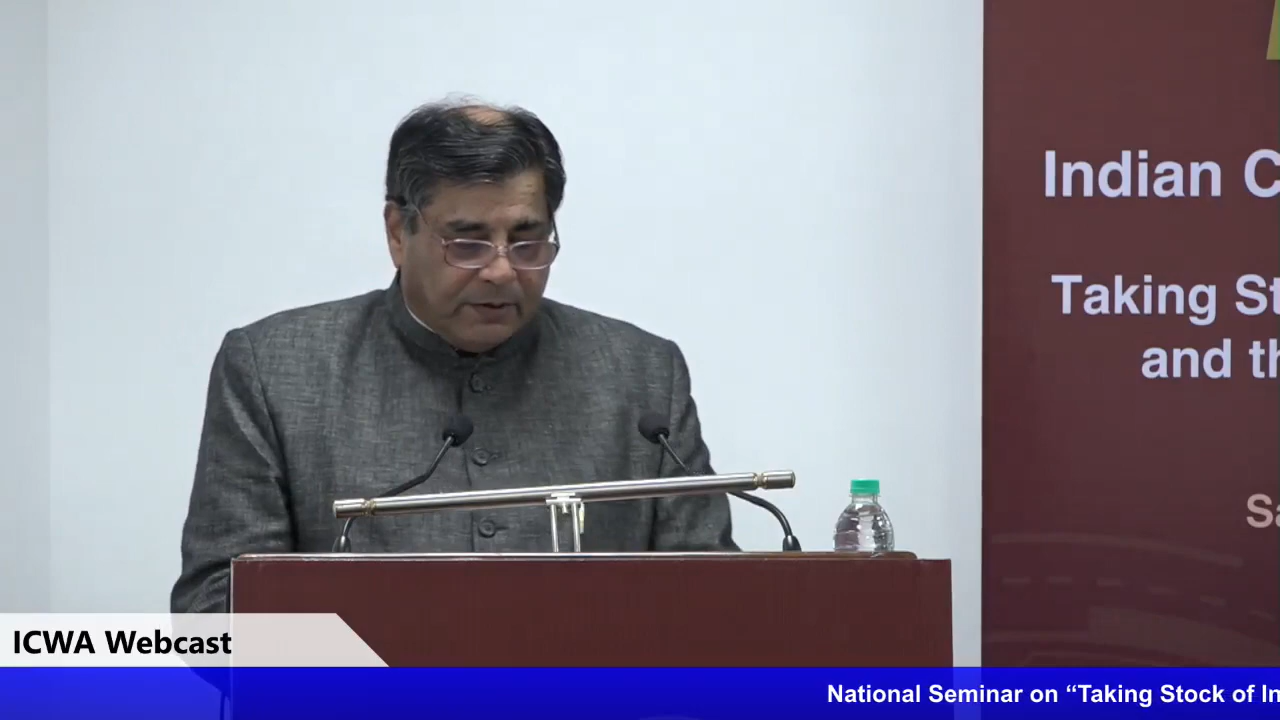 Indian C
Taking St
and th
Sa
ICWA Webcast
National Seminar on “Taking Stock of In